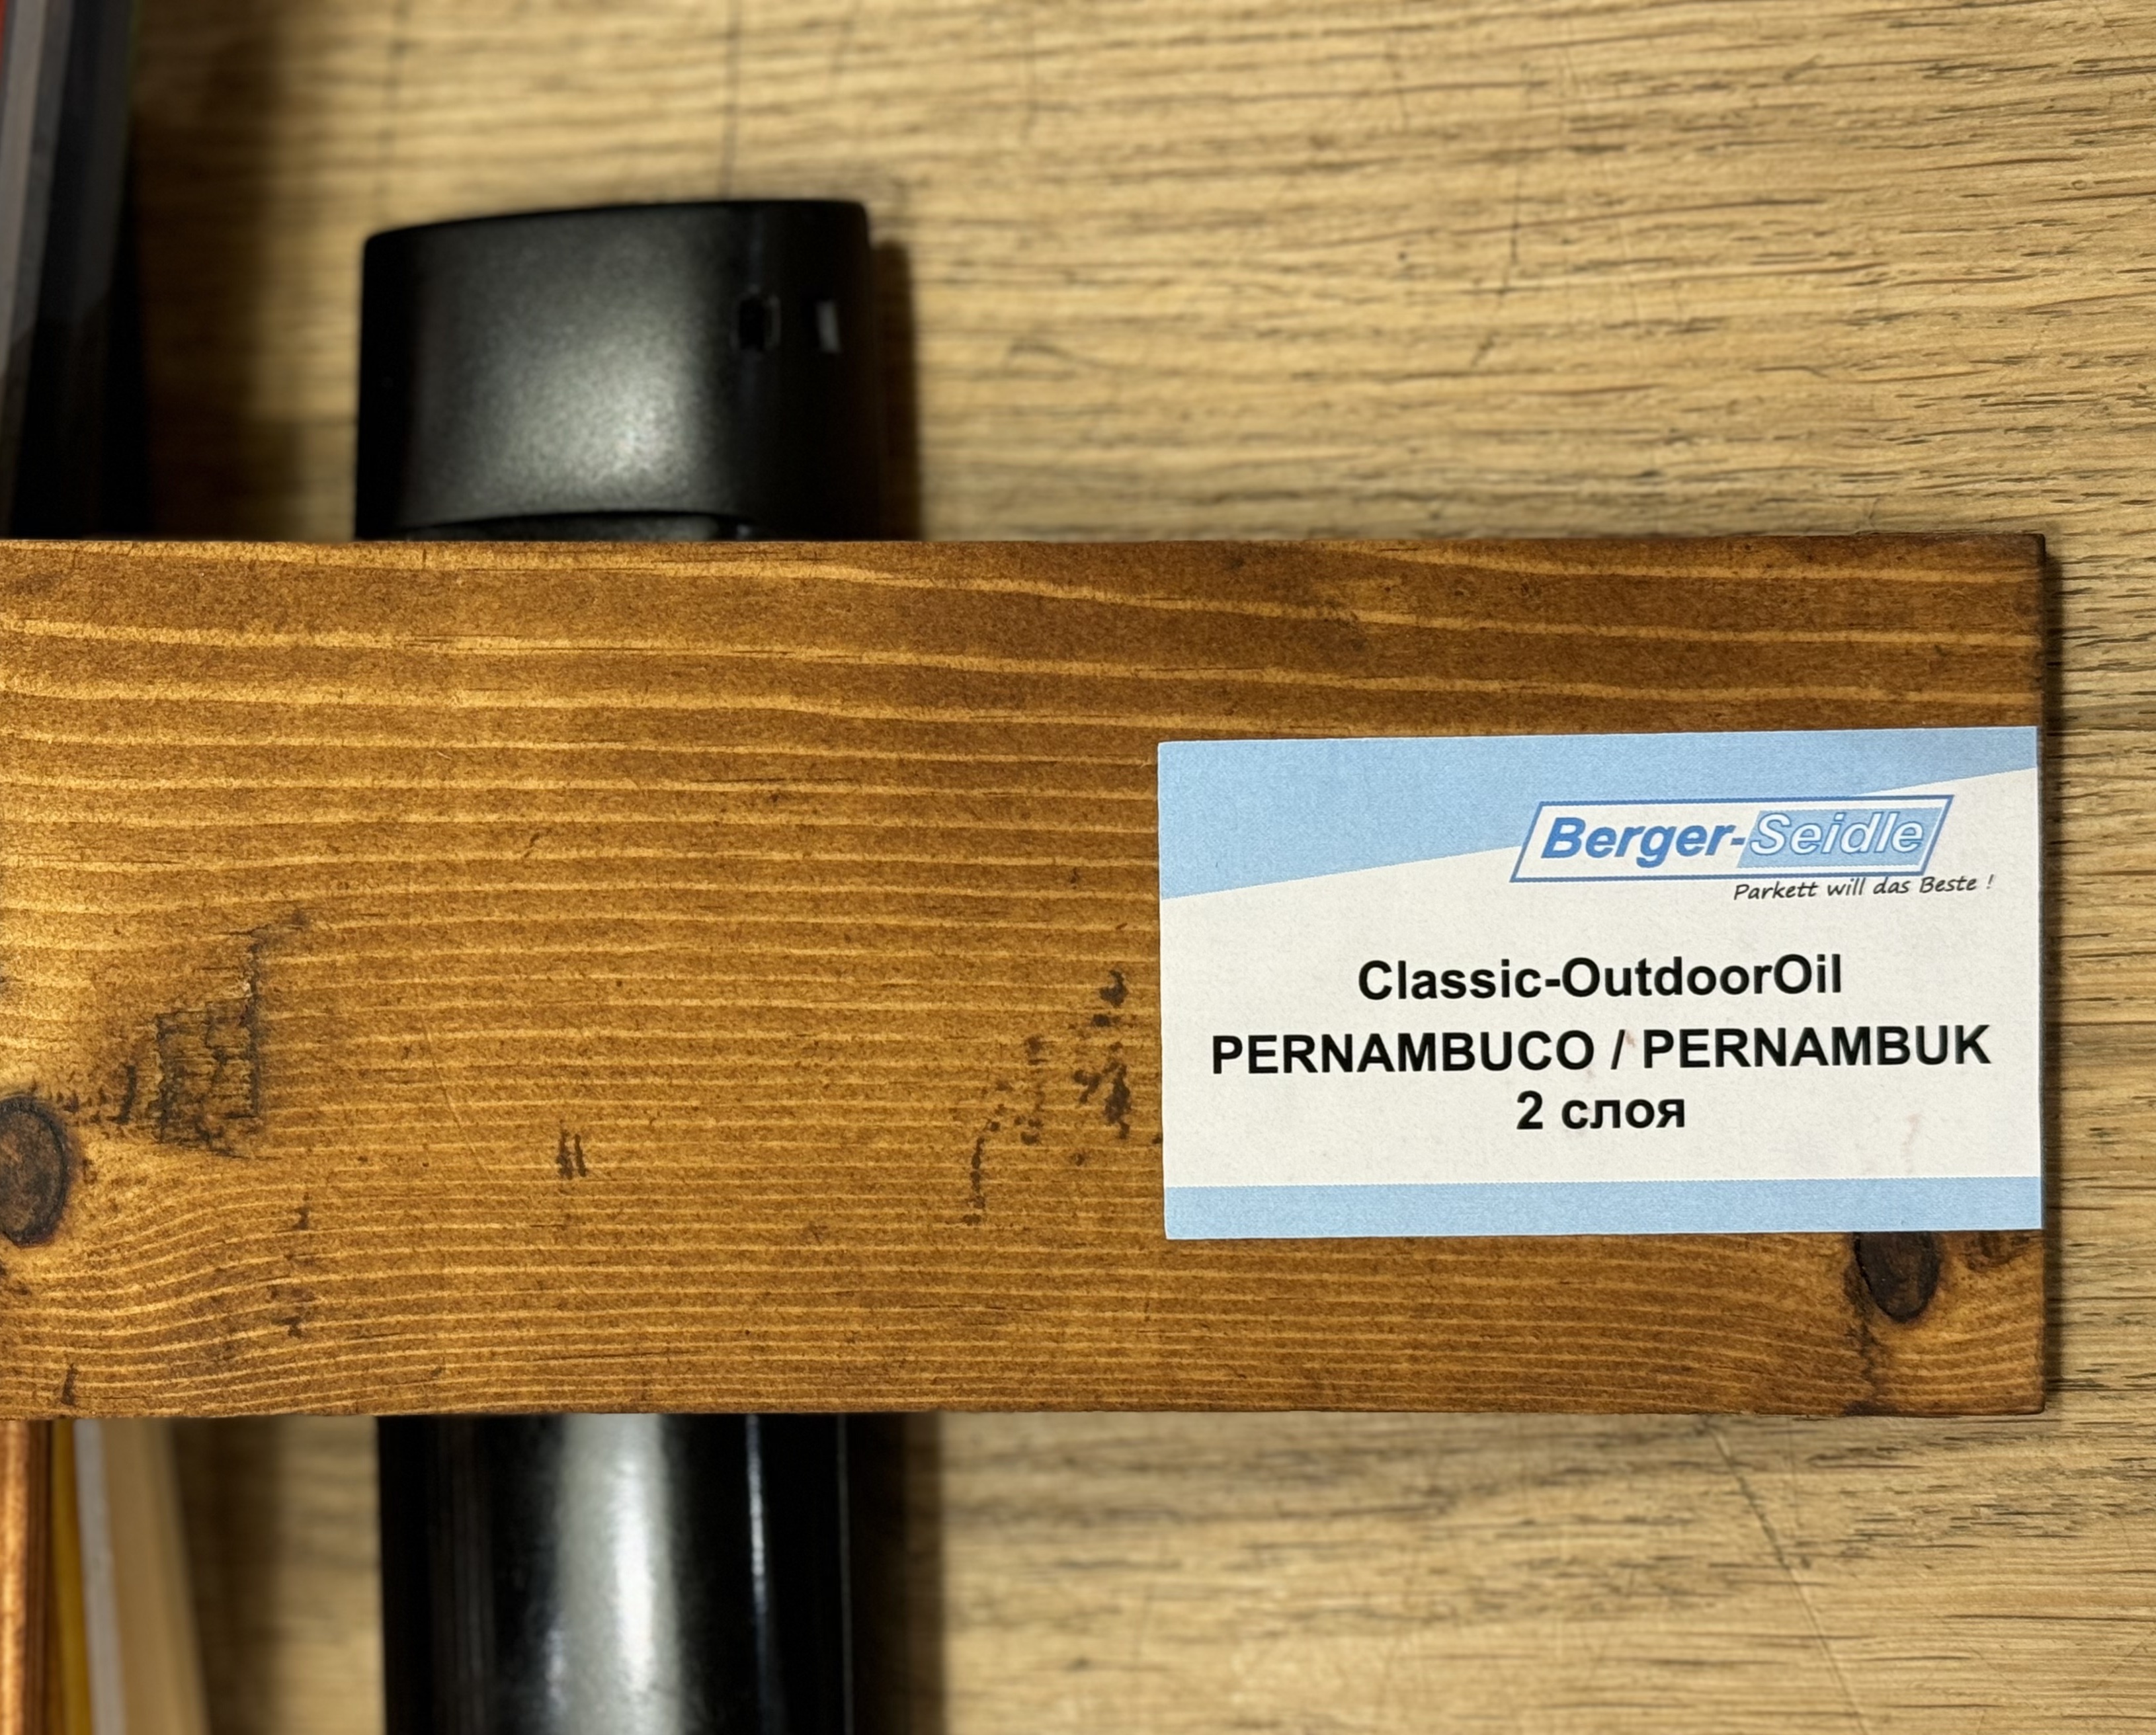 Berger-Seidle
Parkett will das Beste !
Classic-OutdoorOil
PERNAMBUCO / PERNAMBUK
2 слоя